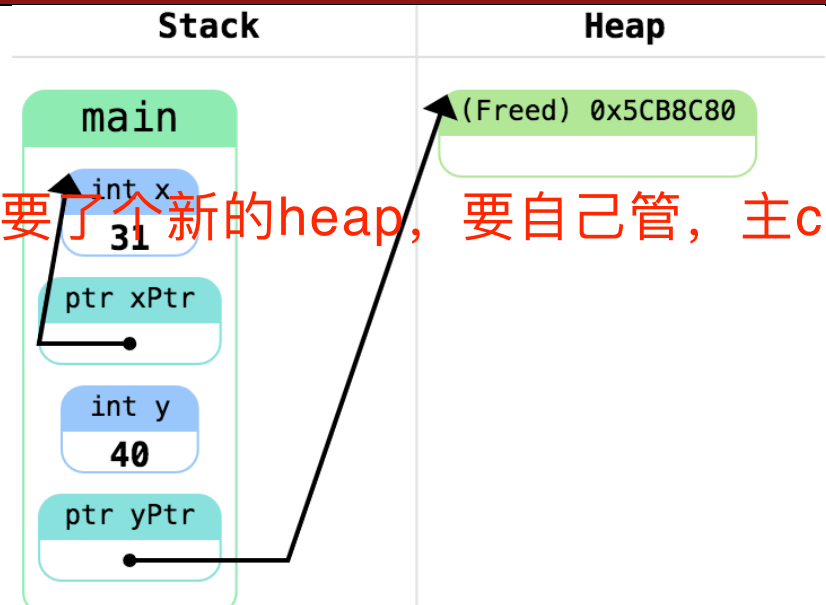 Stack
Heap
main
(Freed) 0x5CB8C80
int x
要了个新的heap，要自己管，主c
31
ptr xPtr
int y
40
ptr yPtr